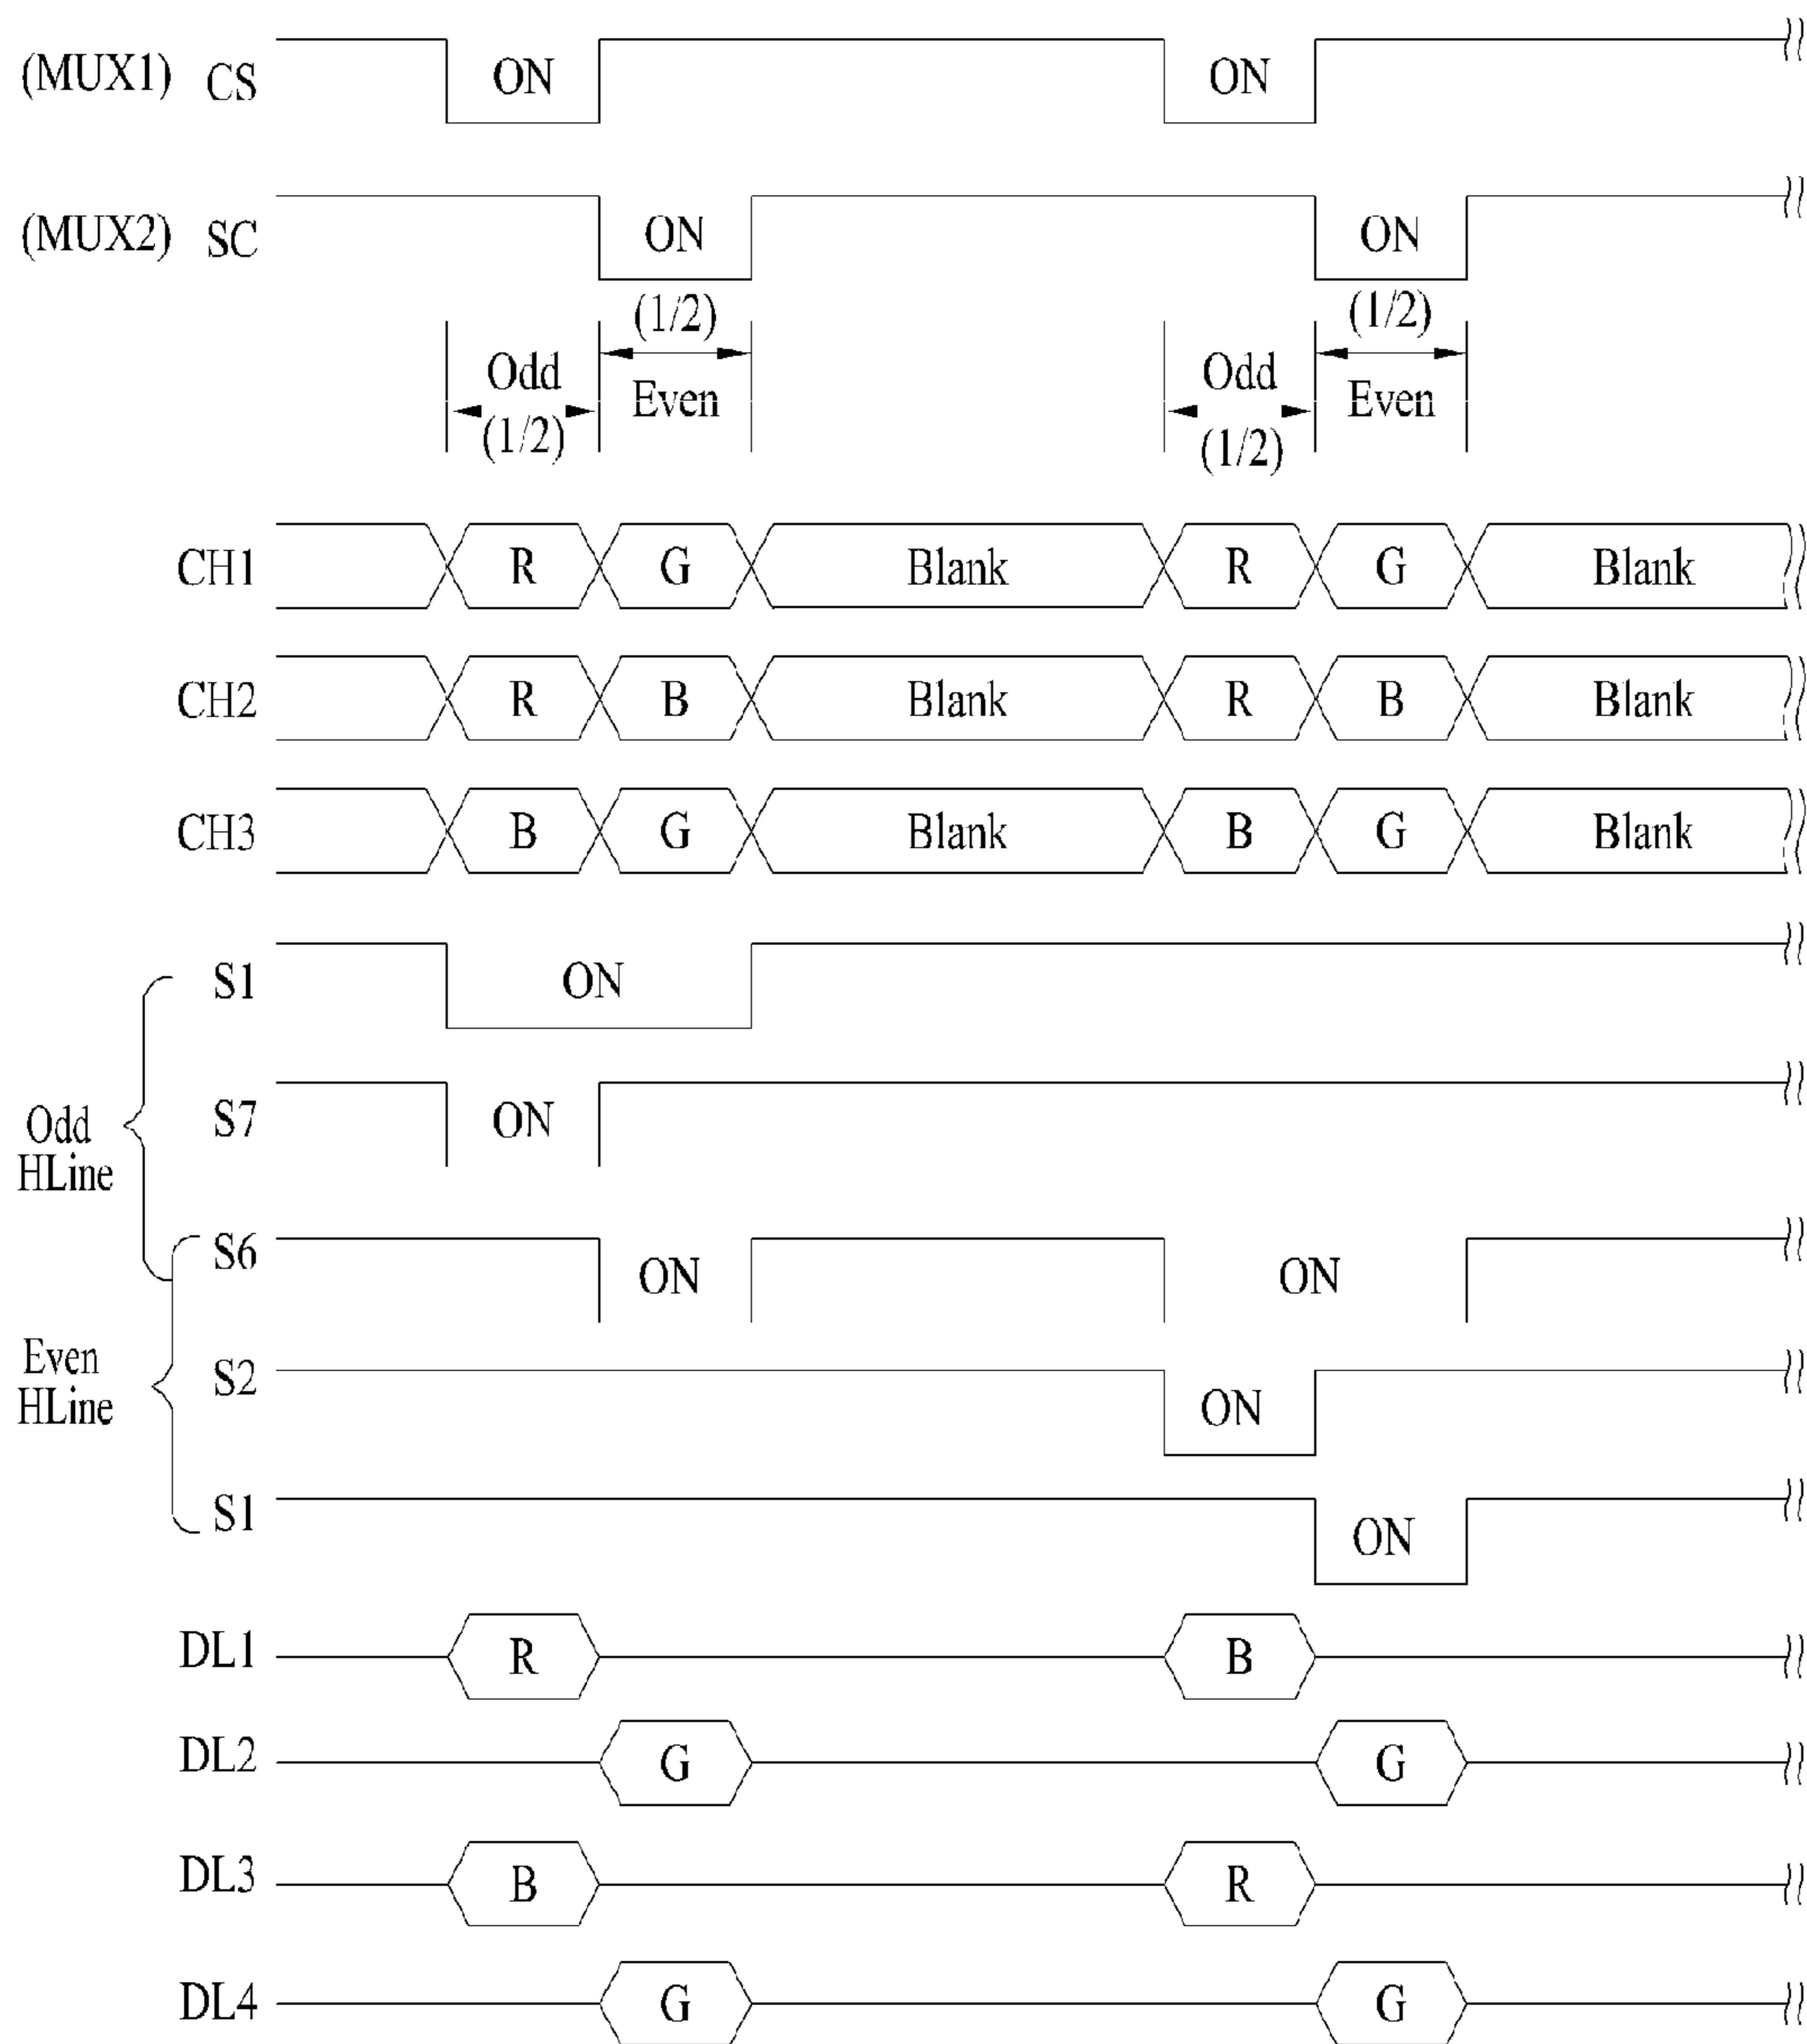 (MUX1) CS ON ON
(MUX2) SC ON ON
(1/2) (1/2)
Odd Odd
Even Even
(1/2) (1/2)
CH1 R G Blank R G Blank
CH2 R B Blank R B Blank
CH3 B G Blank B G Blank
S1 ON
S7 ON
Odd
HLine
S6 ON ON
Even
HLine
S2 ON
S1 ON
DL1 R B
DL2 G G
DL3 B R
DL4 G G